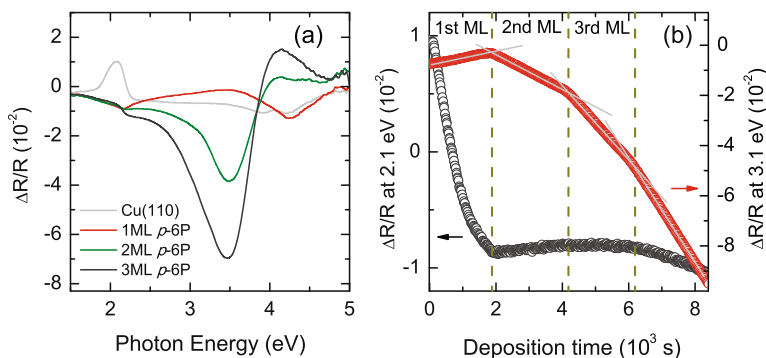 (a)
ΔR/R (10⁻²)
2
0
-2
-4
-6
-8
Cu(110)
1ML p-6P
2ML p-6P
3ML p-6P
2
3
4
5
Photon Energy (eV)
1st ML
2nd ML
3rd ML
(b)
ΔR/R at 2.1 eV (10⁻²)
1
0
-1
0
2
4
6
8
Deposition time (10³ s)
0
-2
-4
-6
-8
ΔR/R at 3.1 eV (10⁻²)